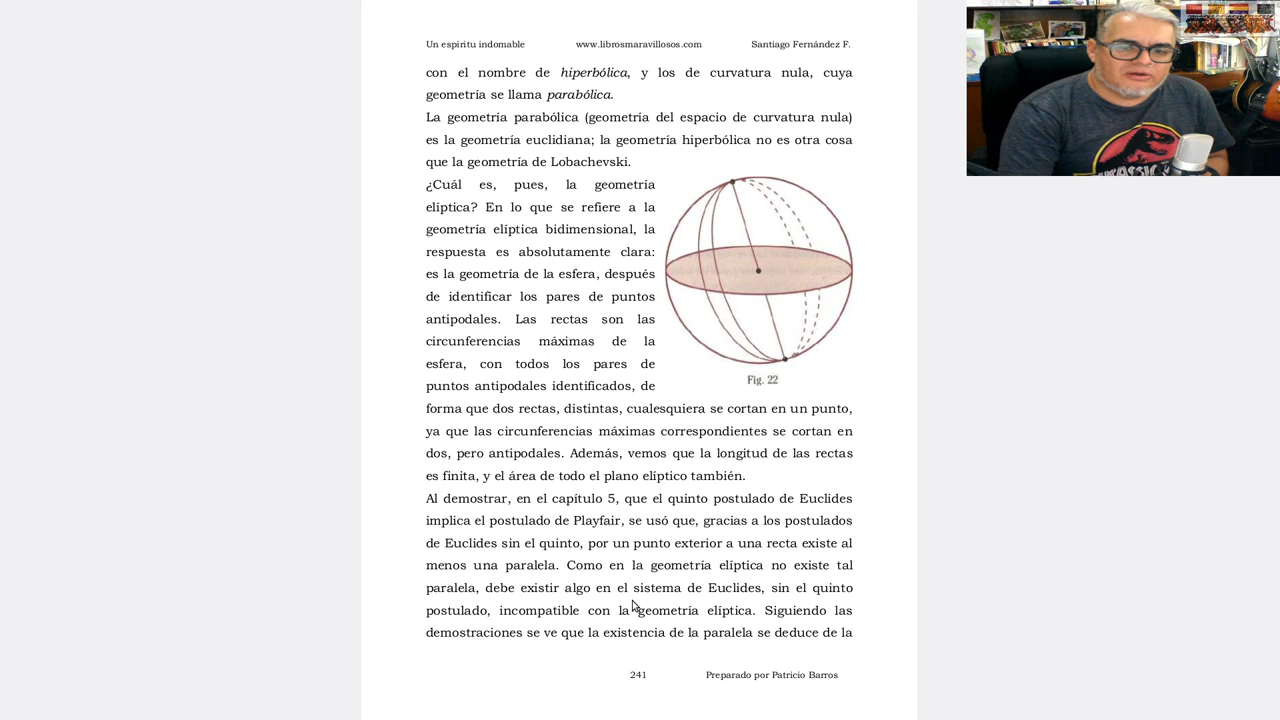 Un espíritu indomable www.librosmaravillosos.com Santiago Fernández F.
con el nombre de hiperbólica, y los de curvatura nula, cuya
geometría se llama parabólica.
La geometría parabólica (geometría del espacio de curvatura nula)
es la geometría euclidiana; la geometría hiperbólica no es otra cosa
que la geometría de Lobachevski.
¿Cuál es, pues, la geometría
elíptica? En lo que se refiere a la
geometría elíptica bidimensional, la
respuesta es absolutamente clara:
es la geometría de la esfera, después
de identificar los pares de puntos
antipodales. Las rectas son las
circunferencias máximas de la
esfera, con todos los pares de
puntos antipodales identificados, de
Fig. 22
forma que dos rectas, distintas, cualesquiera se cortan en un punto,
ya que las circunferencias máximas correspondientes se cortan en
dos, pero antipodales. Además, vemos que la longitud de las rectas
es finita, y el área de todo el plano elíptico también.
Al demostrar, en el capítulo 5, que el quinto postulado de Euclides
implica el postulado de Playfair, se usó que, gracias a los postulados
de Euclides sin el quinto, por un punto exterior a una recta existe al
menos una paralela. Como en la geometría elíptica no existe tal
paralela, debe existir algo en el sistema de Euclides, sin el quinto
postulado, incompatible con la geometría elíptica. Siguiendo las
demostraciones se ve que la existencia de la paralela se deduce de la
241 Preparado por Patricio Barros